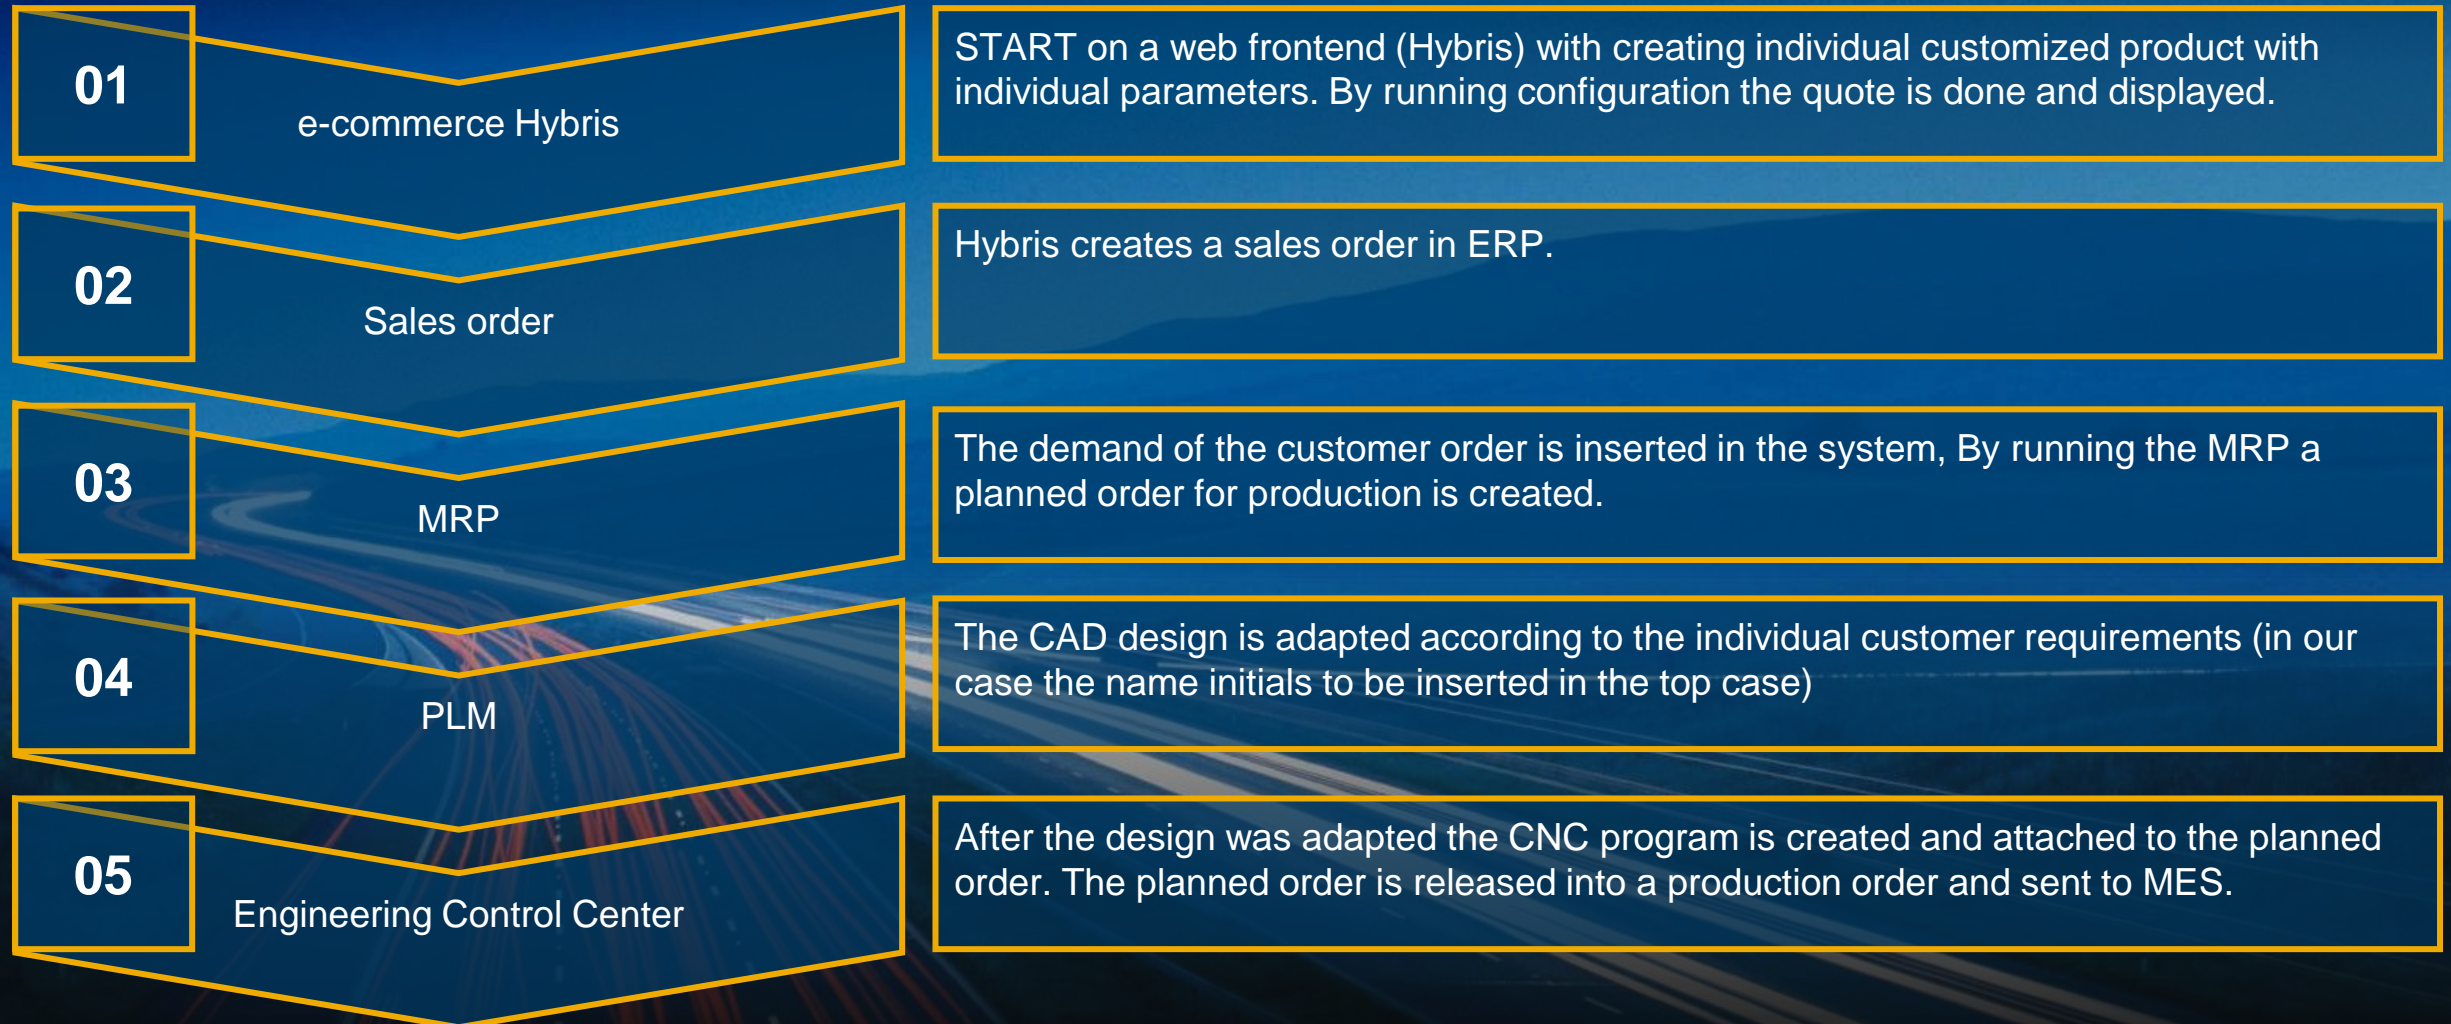 01
e-commerce Hybris
START on a web frontend (Hybris) with creating individual customized product with
individual parameters. By running configuration the quote is done and displayed.
02
Sales order
Hybris creates a sales order in ERP.
03
MRP
The demand of the customer order is inserted in the system, By running the MRP a
planned order for production is created.
04
PLM
The CAD design is adapted according to the individual customer requirements (in our
case the name initials to be inserted in the top case)
05
Engineering Control Center
After the design was adapted the CNC program is created and attached to the planned
order. The planned order is released into a production order and sent to MES.